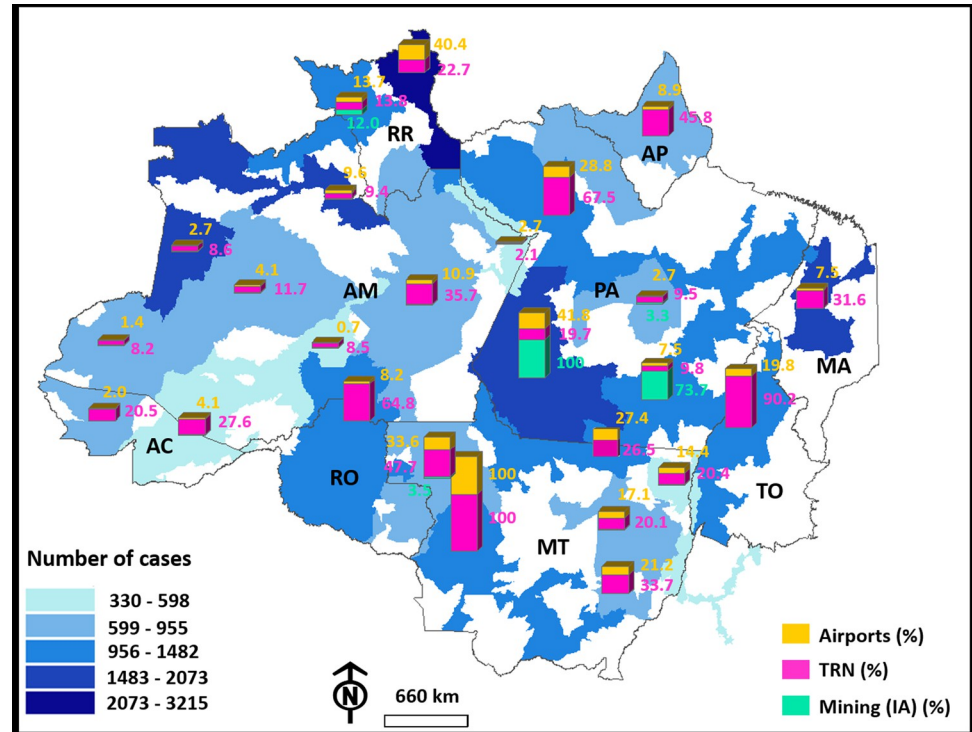 40.4
22.7
13.7
13.8
12.0
RR
8.9
45.8
AP
9.6
9.4
28.8
67.5
2.7
8.6
2.7
2.1
4.1
11.7
AM
10.9
35.7
PA
2.7
9.5
3.3
7.5
31.6
MA
1.4
8.2
0.7
8.5
41.8
19.7
100
7.5
9.8
73.7
19.8
90.2
2.0
20.5
4.1
27.6
AC
8.2
64.8
RO
33.6
47.7
3.5
100
100
27.4
26.5
14.4
20.4
TO
17.1
20.1
MT
21.2
33.7
Number of cases
330 - 598
599 - 955
956 - 1482
1483 - 2073
2073 - 3215
N
660 km
Airports (%)
TRN (%)
Mining (IA) (%)